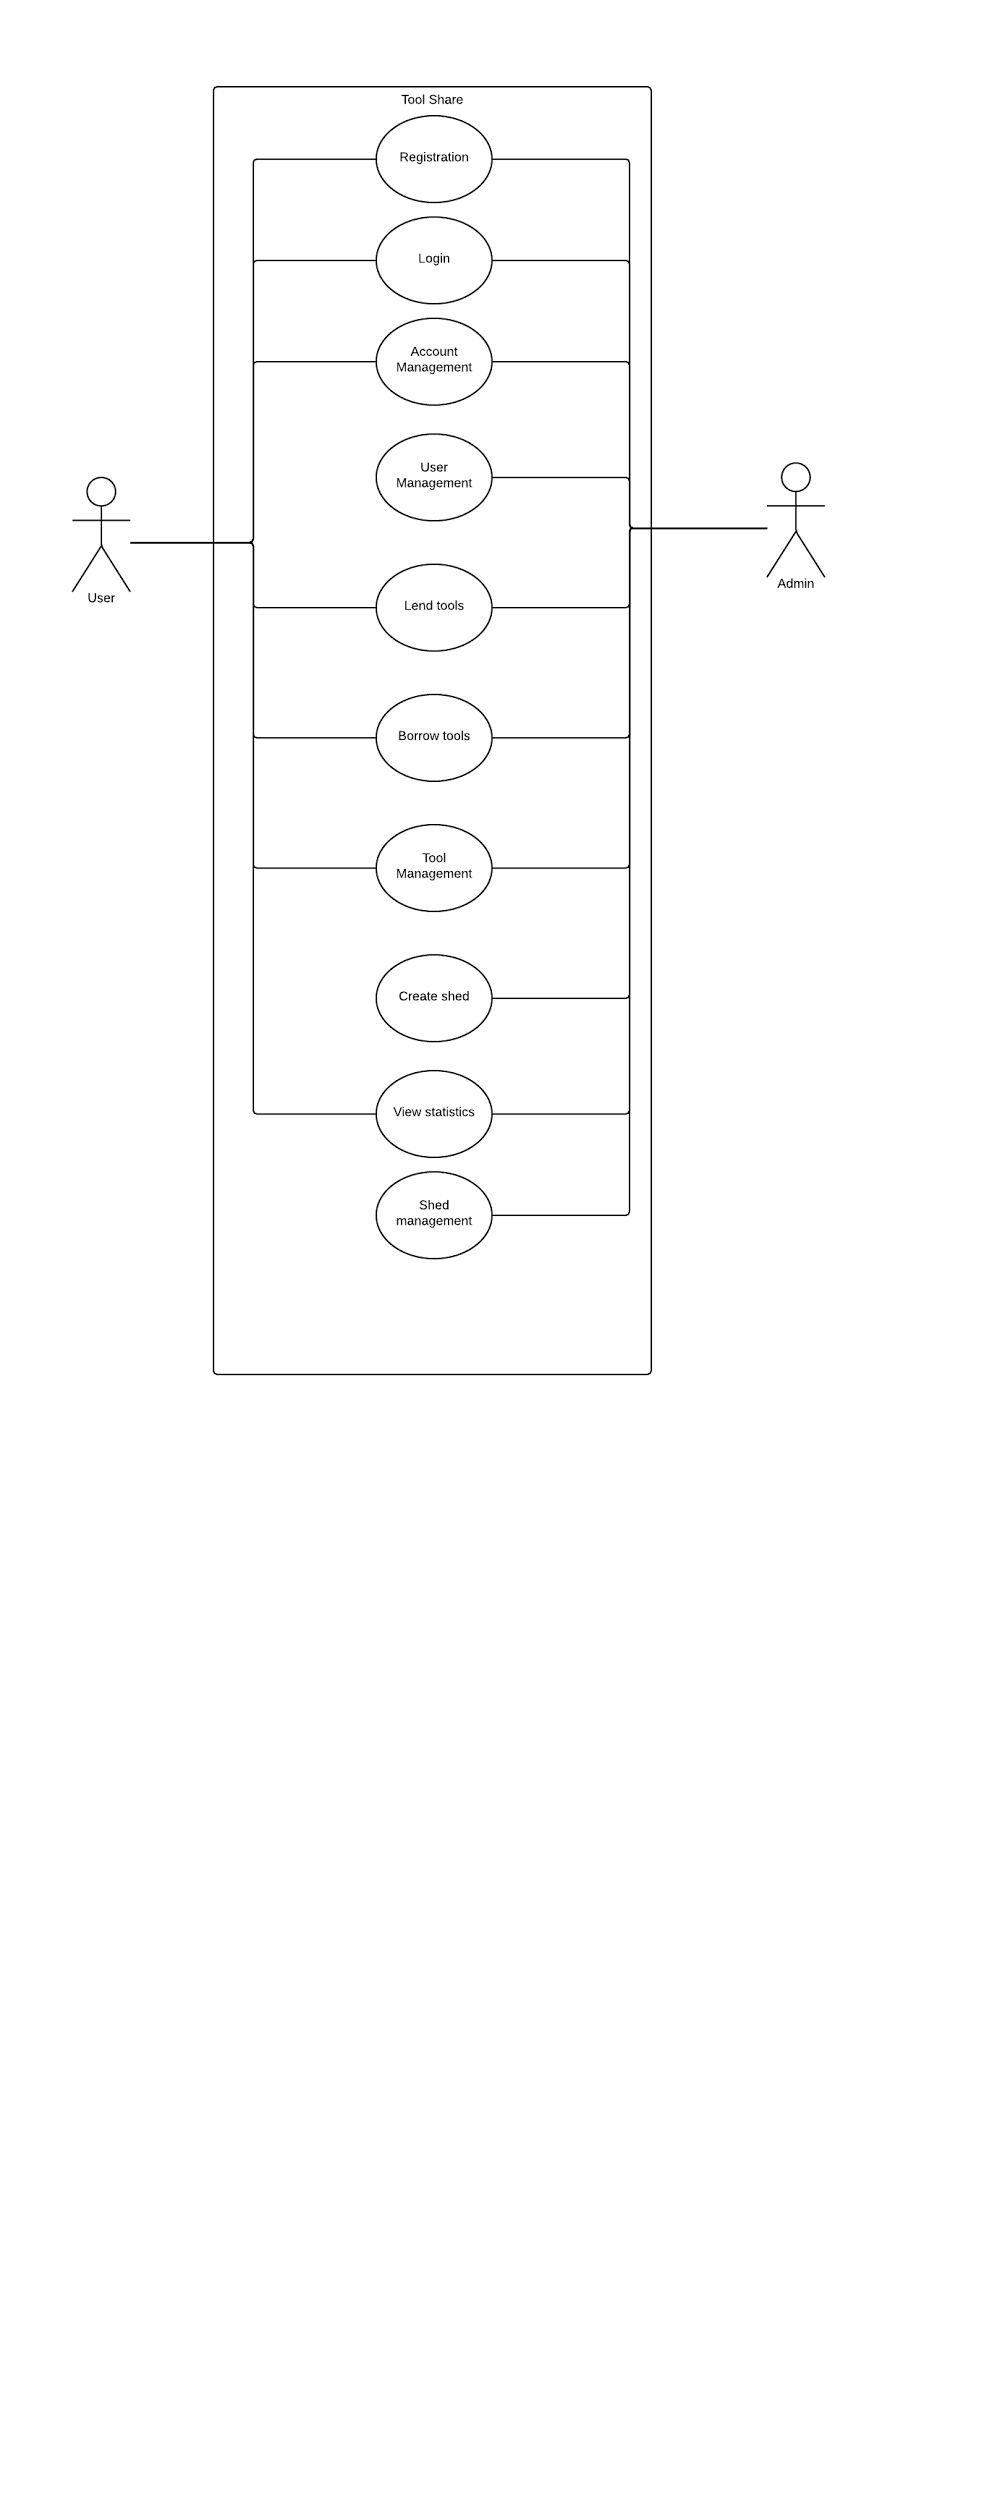 Tool Share
Registration
Login
Account
Management
User
Management
User
Admin
Lend tools
Borrow tools
Tool
Management
Create shed
View statistics
Shed
management